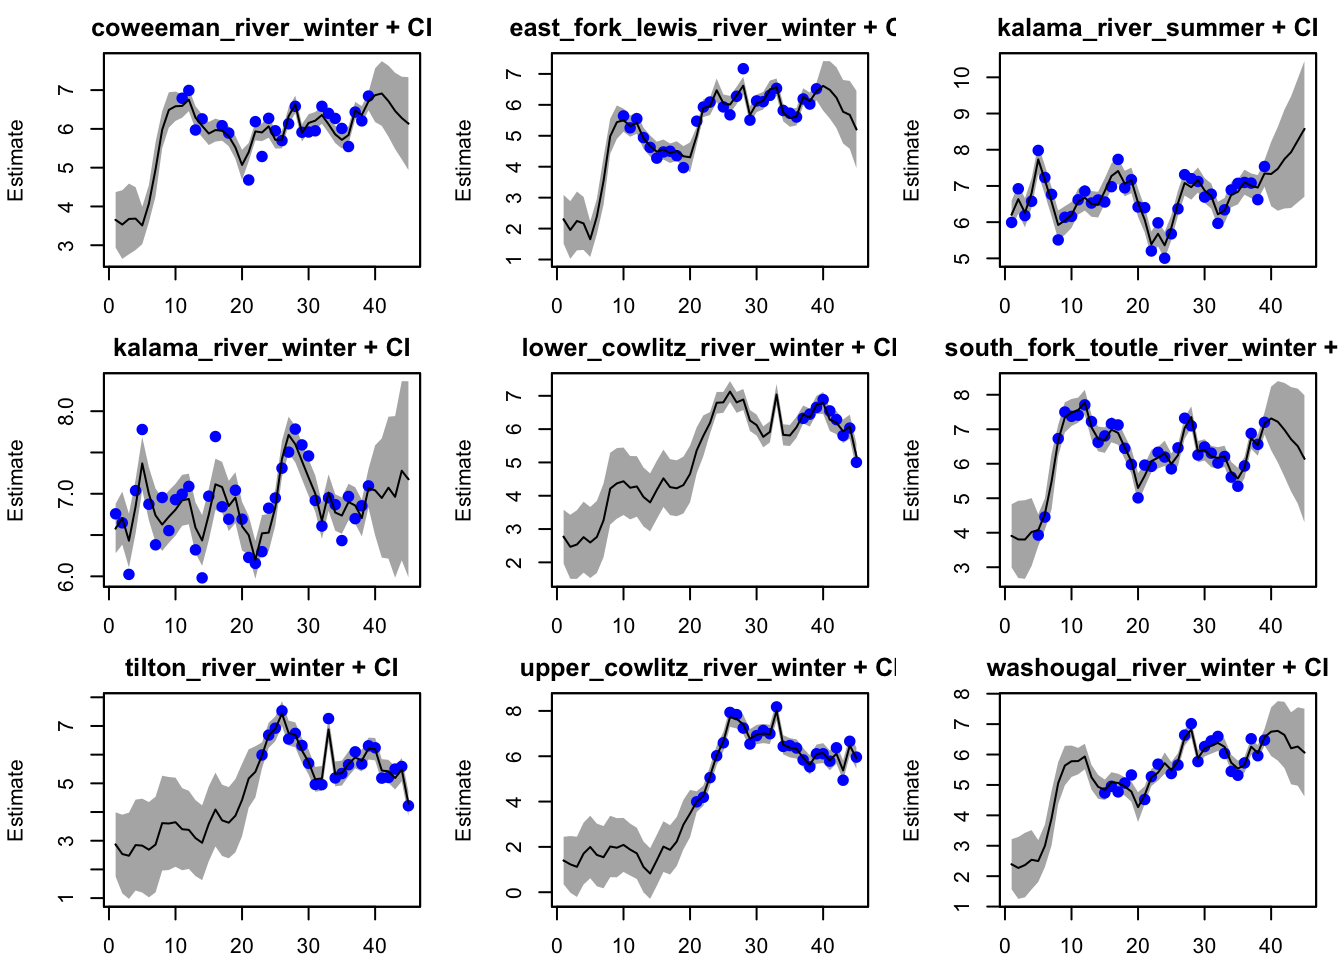 coweeman_river_winter + CI
east_fork_lewis_river_winter + C
kalama_river_summer + CI
Estimate
7
6
5
4
3
0 10 20 30 40
Estimate
7
6
5
4
3
2
1
0 10 20 30 40
Estimate
10
9
8
7
6
5
0 10 20 30 40
kalama_river_winter + CI
lower_cowlitz_river_winter + CI
south_fork_toutle_river_winter +
Estimate
8.0
7.0
6.0
0 10 20 30 40
Estimate
7
6
5
4
3
2
0 10 20 30 40
Estimate
8
7
6
5
4
3
0 10 20 30 40
tilton_river_winter + CI
upper_cowlitz_river_winter + CI
washougal_river_winter + CI
Estimate
7
5
3
1
0 10 20 30 40
Estimate
8
6
4
2
0
0 10 20 30 40
Estimate
8
7
6
5
4
3
2
1
0 10 20 30 40